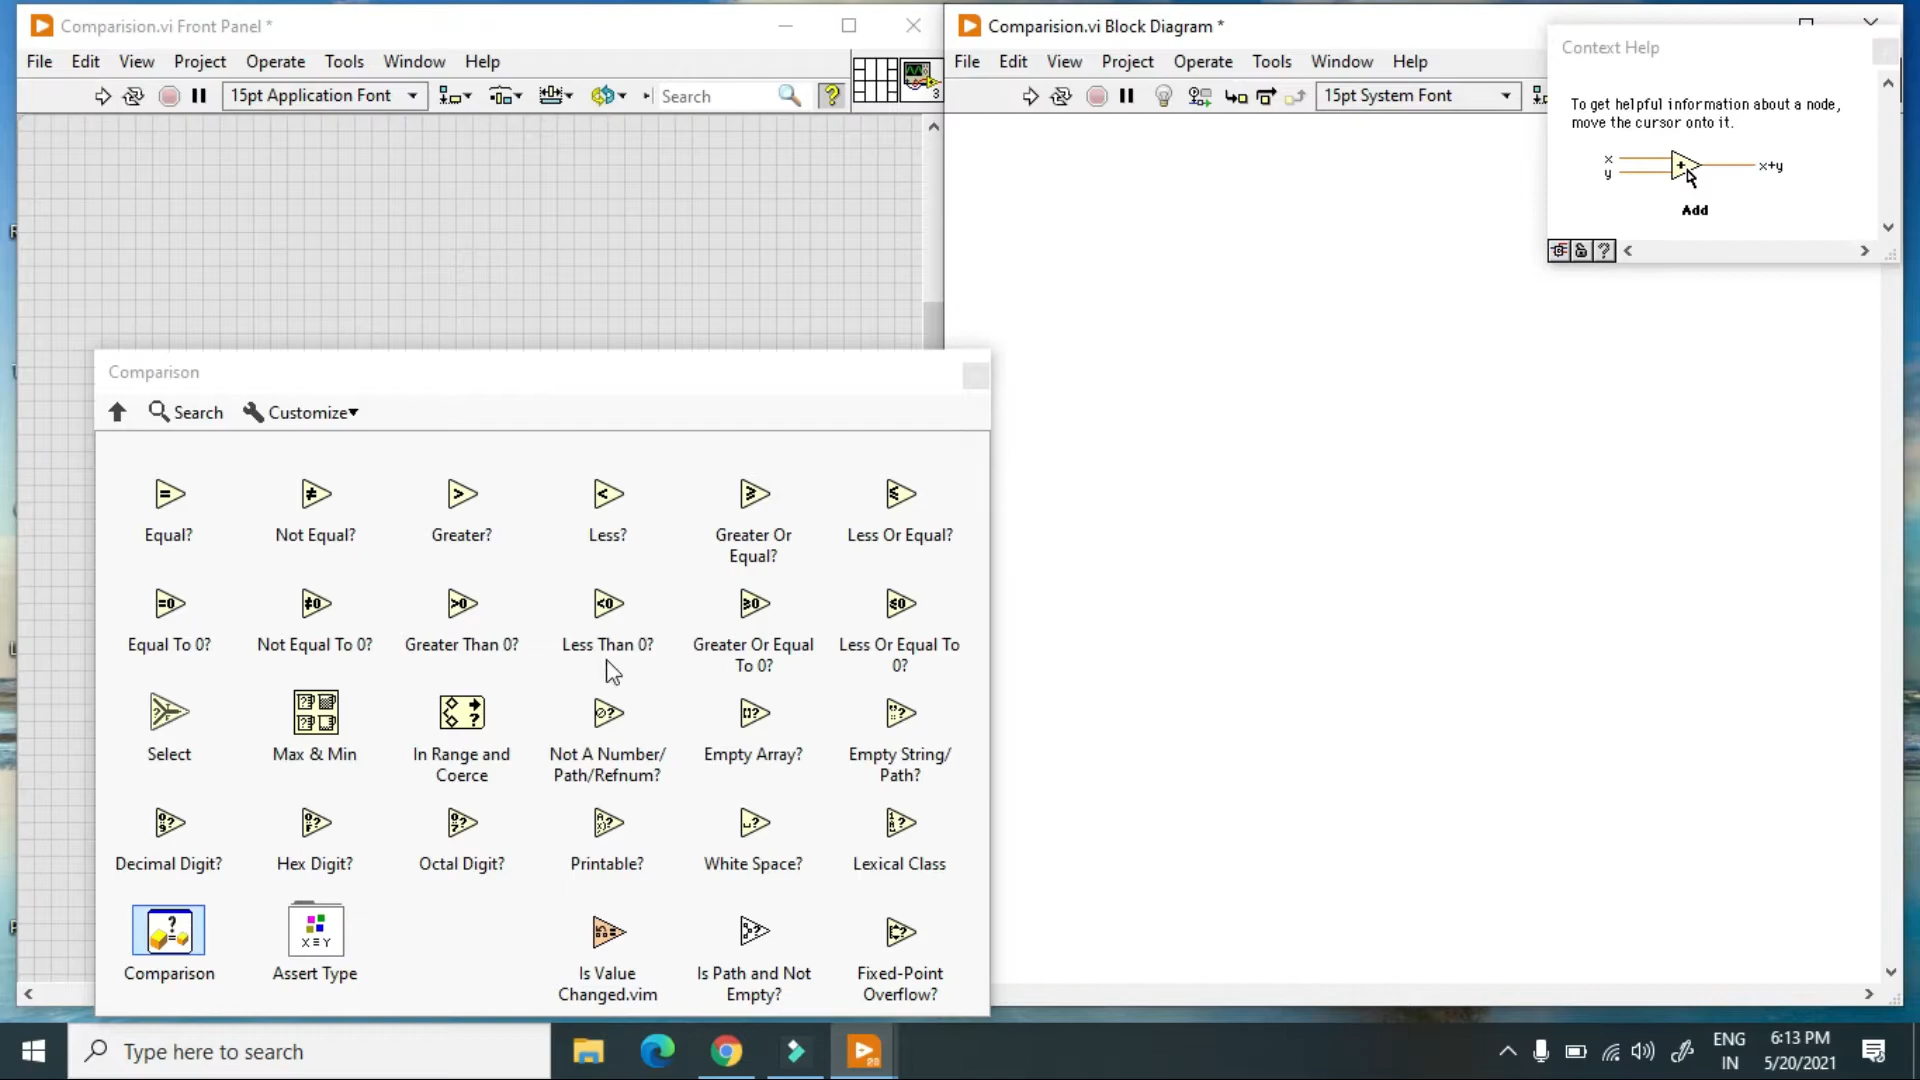 Comparision.vi Front Panel *
File Edit View Project Operate Tools Window Help
15pt Application Font
Search
?
3
Comparision.vi Block Diagram *
File Edit View Project Operate Tools Window Help
15pt System Font
Context Help
To get helpful information about a node,
move the cursor onto it.
x
y
+
x+y
Add
?
Comparison
Search Customize
= ≠ > < ≥ ≤
Equal? Not Equal? Greater? Less? Greater Or Equal? Less Or Equal?
=0 ≠0 >0 <0 ≥0 ≤0
Equal To 0? Not Equal To 0? Greater Than 0? Less Than 0? Greater Or Equal To 0? Less Or Equal To 0?
Select Max & Min In Range and Coerce Not A Number/Path/Refnum? Empty Array? Empty String/Path?
Decimal Digit? Hex Digit? Octal Digit? Printable? White Space? Lexical Class
X=Y
Comparison Assert Type Is Value Changed.vim Is Path and Not Empty? Fixed-Point Overflow?
Type here to search
ENG
IN
6:13 PM
5/20/2021